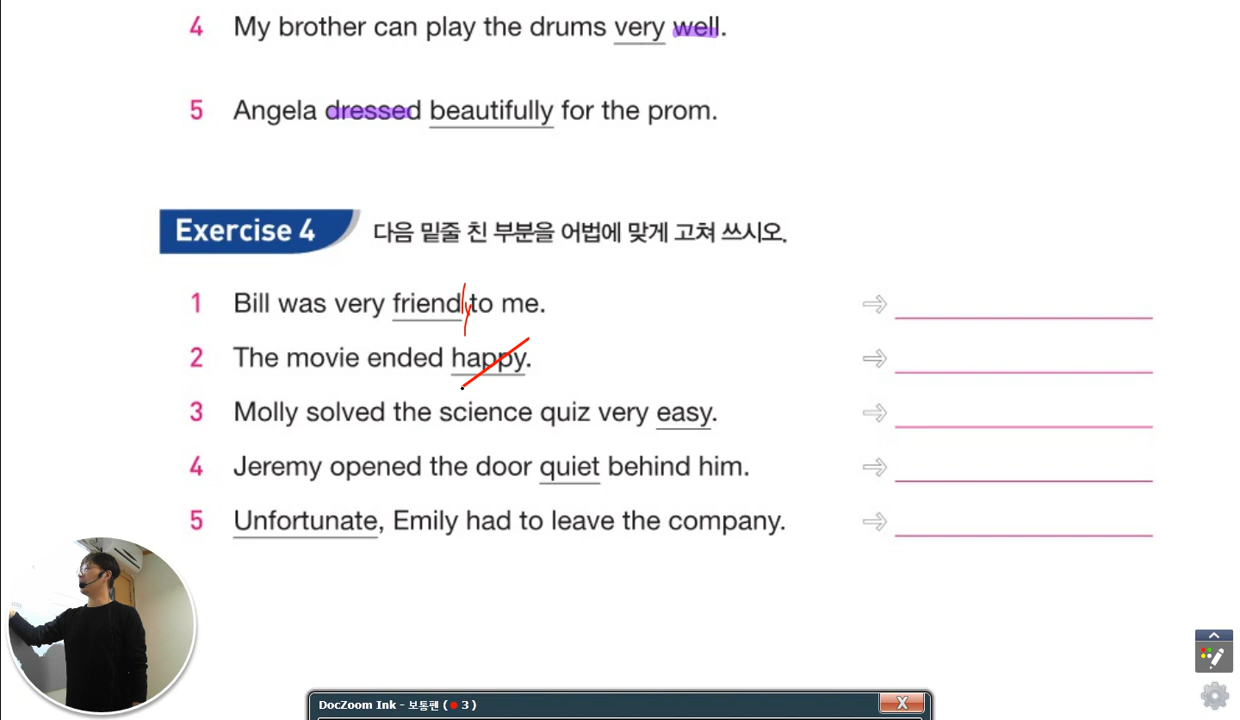 4 My brother can play the drums very well.
5 Angela dressed beautifully for the prom.
Exercise 4 다음 밑줄 친 부분을 어법에 맞게 고쳐 쓰시오.
1 Bill was very friendly to me. ⇨
2 The movie ended happy. ⇨
3 Molly solved the science quiz very easy. ⇨
4 Jeremy opened the door quiet behind him. ⇨
5 Unfortunate, Emily had to leave the company. ⇨
DocZoom Ink - 보통펜 ( ● 3 )